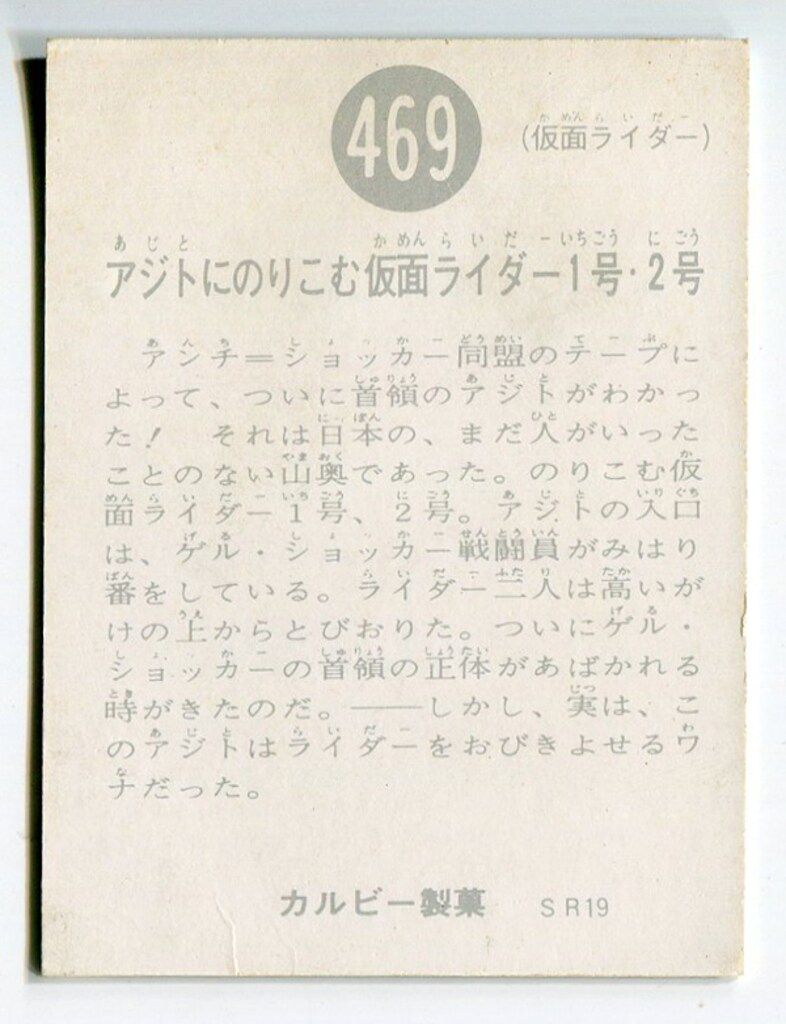 469
(仮面ライダー)
アジトにのりこむ仮面ライダー1号・2号
アンチ=ショッカー同盟のテープに
よって、ついに首領のアジトがわかっ
た! それは日本の、まだ人がいった
ことのない山奥であった。のりこむ仮
面ライダー1号、2号。アジトの入口
は、ゲル・ショッカー戦闘員がみはり
番をしている。ライダー二人は高いが
けの上からとびおりた。ついにゲル・
ショッカーの首領の正体があばかれる
時がきたのだ。――しかし、実は、こ
のアジトはライダーをおびきよせるワ
ナだった。
カルビー製菓 SR19